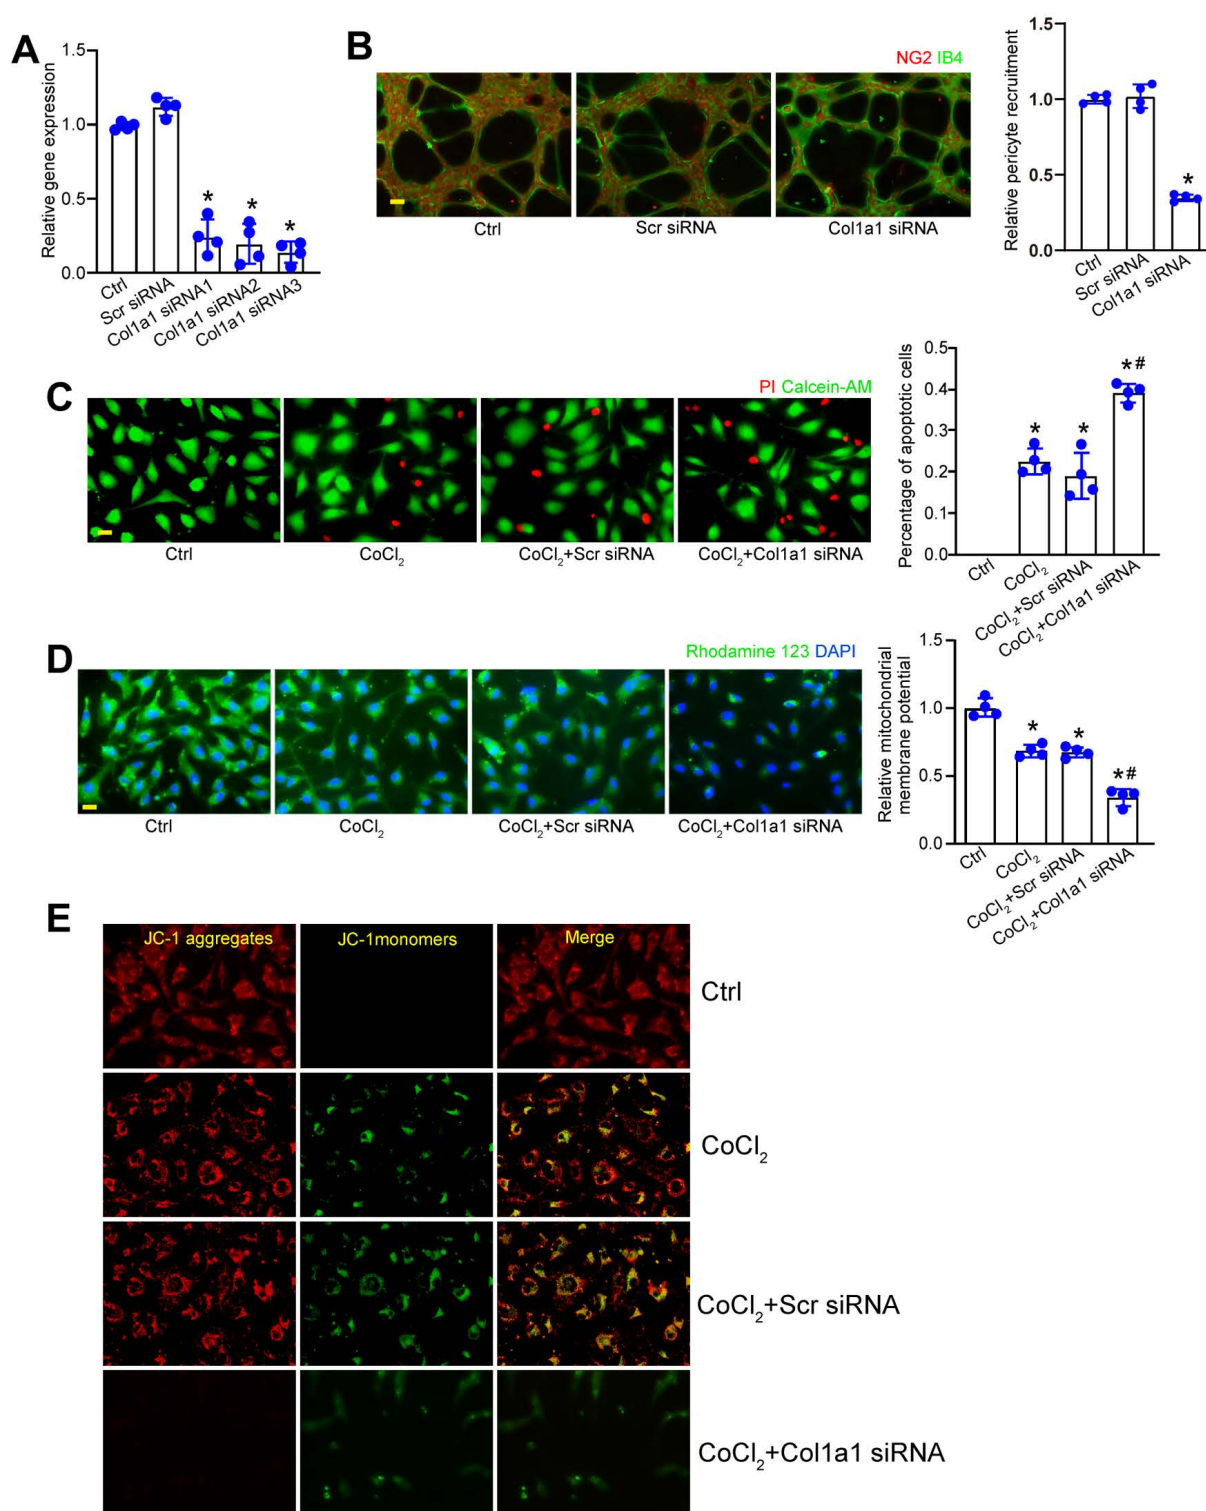 A
Relative gene expression
1.5
1.0
0.5
0.0
Ctrl
Scr siRNA
Col1a1 siRNA1
Col1a1 siRNA2
Col1a1 siRNA3
*
*
*
B
NG2 IB4
Ctrl
Scr siRNA
Col1a1 siRNA
Relative pericyte recruitment
1.5
1.0
0.5
0.0
*
Ctrl
Scr siRNA
Col1a1 siRNA
C
PI Calcein-AM
Ctrl
CoCl₂
CoCl₂+Scr siRNA
CoCl₂+Col1a1 siRNA
Percentage of apoptotic cells
0.5
0.4
0.3
0.2
0.1
0.0
*
*
*#
Ctrl
CoCl₂
CoCl₂+Scr siRNA
CoCl₂+Col1a1 siRNA
D
Rhodamine 123 DAPI
Ctrl
CoCl₂
CoCl₂+Scr siRNA
CoCl₂+Col1a1 siRNA
Relative mitochondrial
membrane potential
1.5
1.0
0.5
0.0
*
*
*#
Ctrl
CoCl₂
CoCl₂+Scr siRNA
CoCl₂+Col1a1 siRNA
E
JC-1 aggregates
JC-1monomers
Merge
Ctrl
CoCl₂
CoCl₂+Scr siRNA
CoCl₂+Col1a1 siRNA